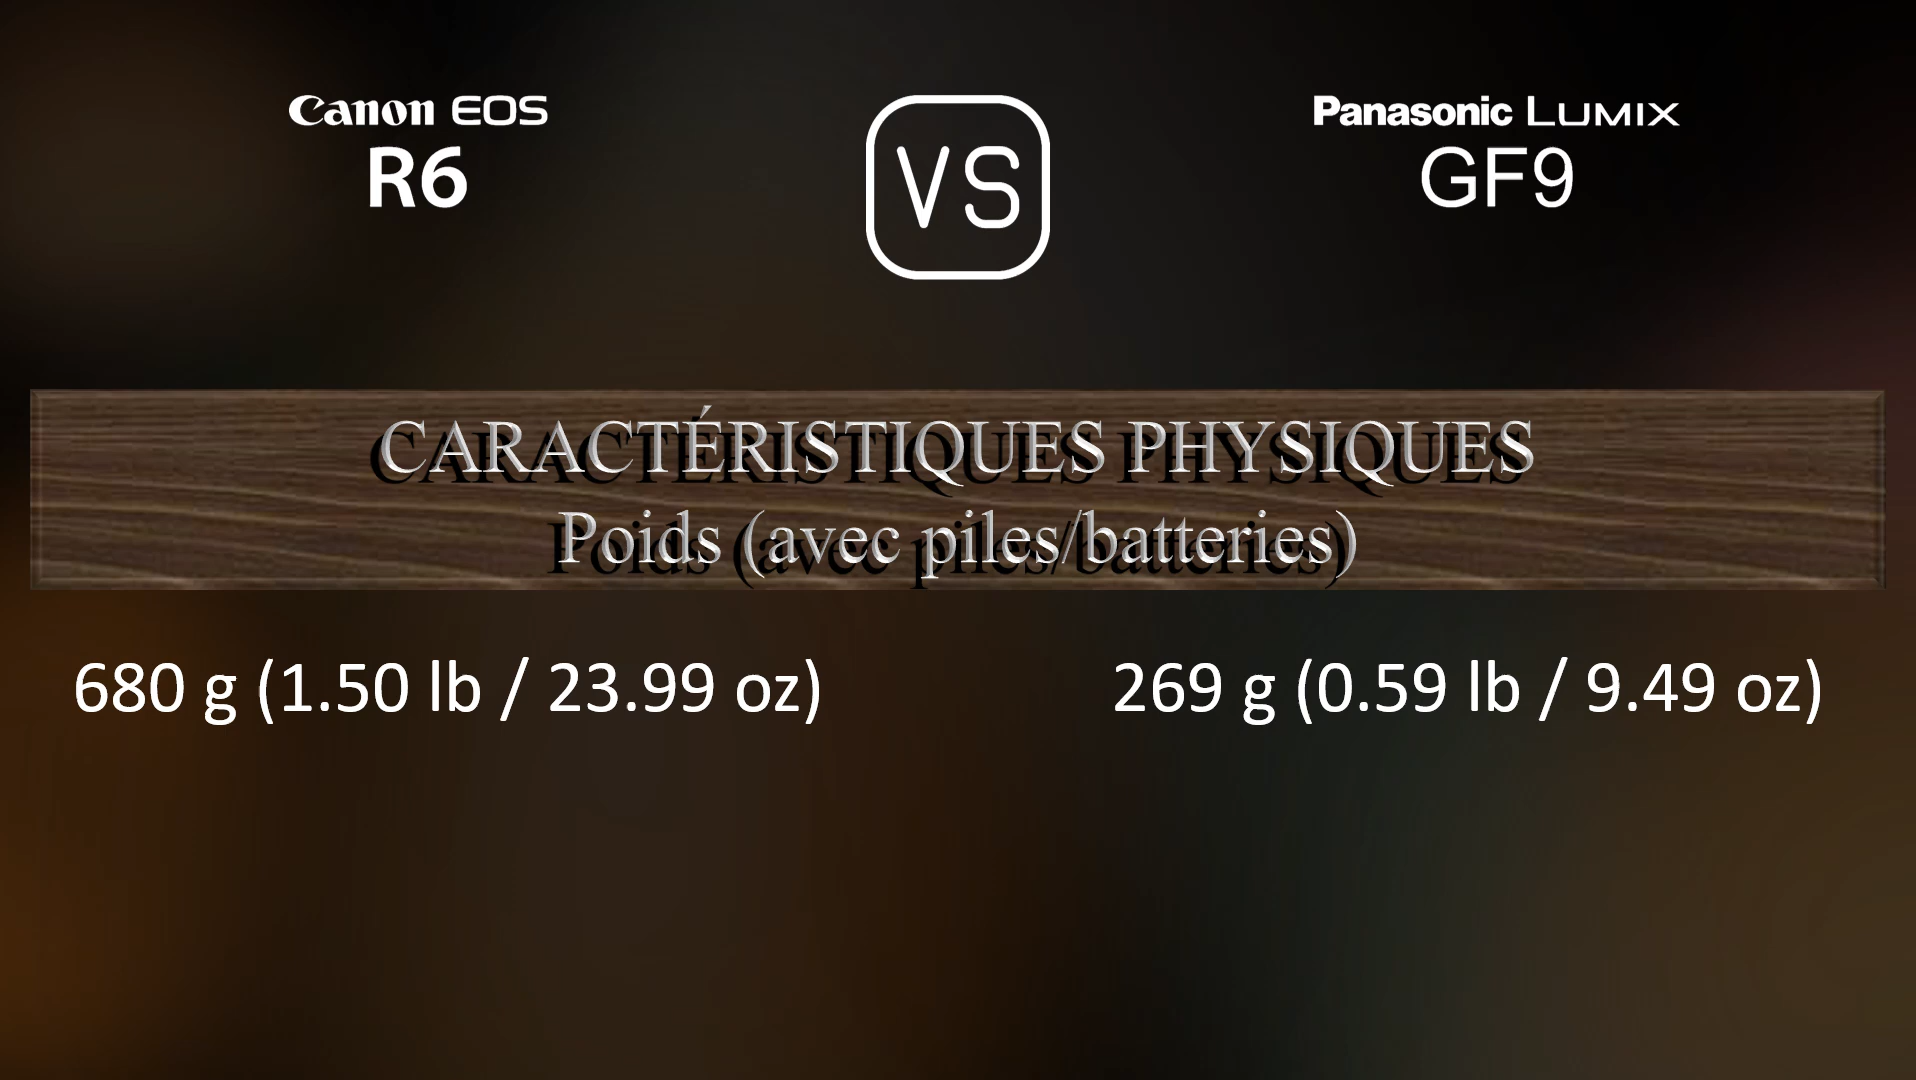 Canon EOS
R6
VS
Panasonic LUMIX
GF9
CARACTÉRISTIQUES PHYSIQUES
Poids (avec piles/batteries)
680 g (1.50 lb / 23.99 oz)
269 g (0.59 lb / 9.49 oz)